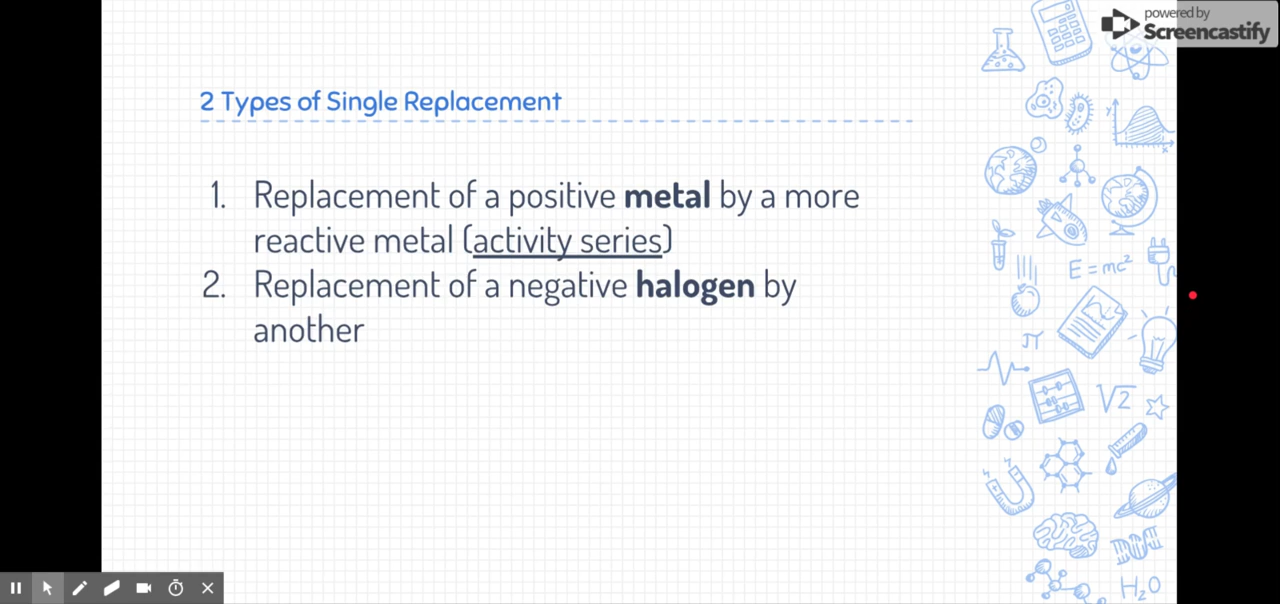 powered by
Screencastify
2 Types of Single Replacement
1. Replacement of a positive metal by a more
reactive metal (activity series)
2. Replacement of a negative halogen by
another
y
x
E=mc²
π
√2
H₂O